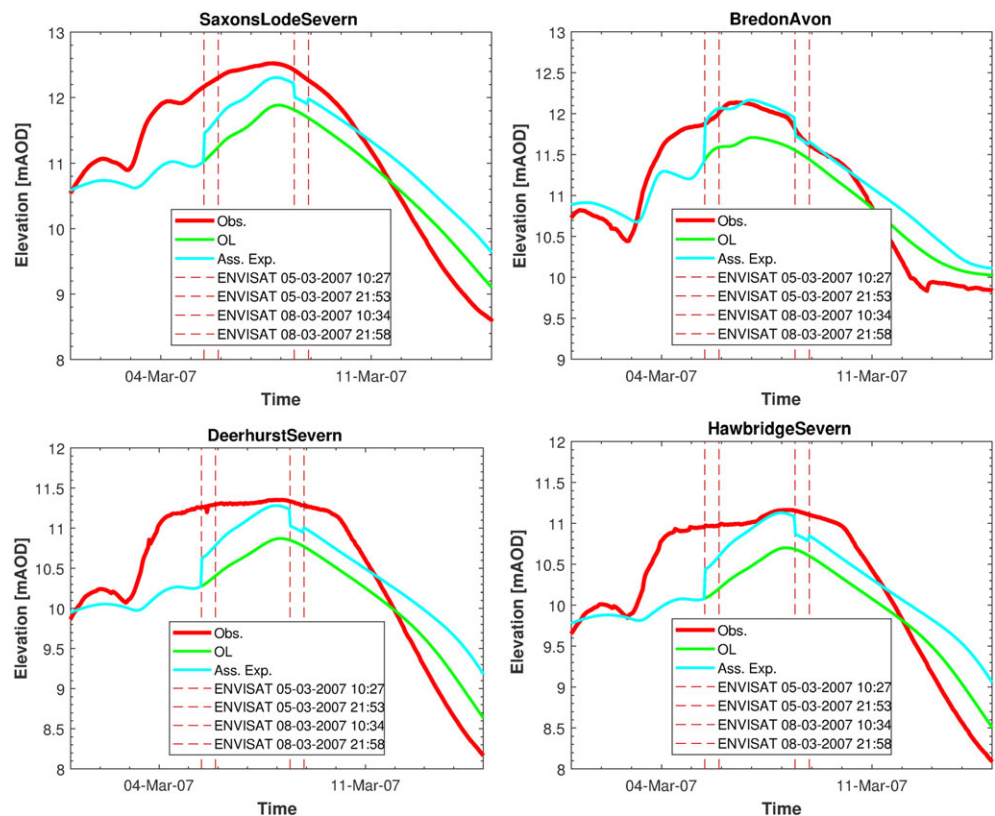 SaxonsLodeSevern
13
12
11
10
9
8
Elevation [mAOD]
Obs.
OL
Ass. Exp.
ENVISAT 05-03-2007 10:27
ENVISAT 05-03-2007 21:53
ENVISAT 08-03-2007 10:34
ENVISAT 08-03-2007 21:58
04-Mar-07 11-Mar-07
Time
BredonAvon
13
12.5
12
11.5
11
10.5
10
9.5
9
Elevation [mAOD]
Obs.
OL
Ass. Exp.
ENVISAT 05-03-2007 10:27
ENVISAT 05-03-2007 21:53
ENVISAT 08-03-2007 10:34
ENVISAT 08-03-2007 21:58
04-Mar-07 11-Mar-07
Time
DeerhurstSevern
12
11.5
11
10.5
10
9.5
9
8.5
8
Elevation [mAOD]
Obs.
OL
Ass. Exp.
ENVISAT 05-03-2007 10:27
ENVISAT 05-03-2007 21:53
ENVISAT 08-03-2007 10:34
ENVISAT 08-03-2007 21:58
04-Mar-07 11-Mar-07
Time
HawbridgeSevern
12
11.5
11
10.5
10
9.5
9
8.5
8
Elevation [mAOD]
Obs.
OL
Ass. Exp.
ENVISAT 05-03-2007 10:27
ENVISAT 05-03-2007 21:53
ENVISAT 08-03-2007 10:34
ENVISAT 08-03-2007 21:58
04-Mar-07 11-Mar-07
Time